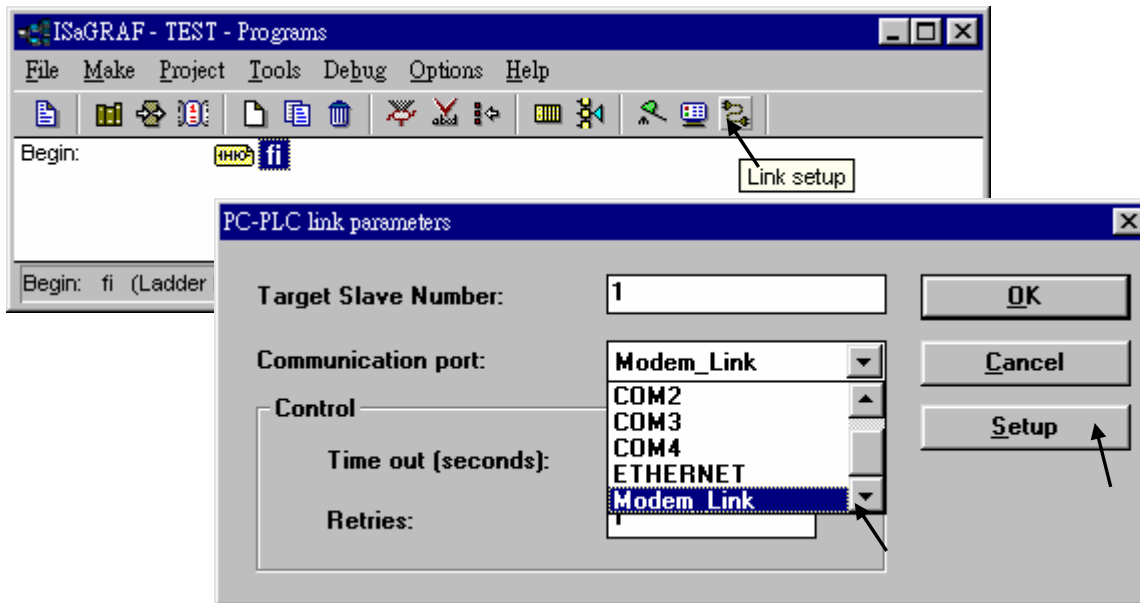 ISaGRAF - TEST - Programs
File Make Project Tools Debug Options Help
Begin: fi
Link setup
Begin: fi (Ladder
PC-PLC link parameters
Target Slave Number: 1 OK
Communication port: Modem_Link Cancel
COM2
Control COM3 Setup
COM4
Time out (seconds): ETHERNET
Modem_Link
Retries: